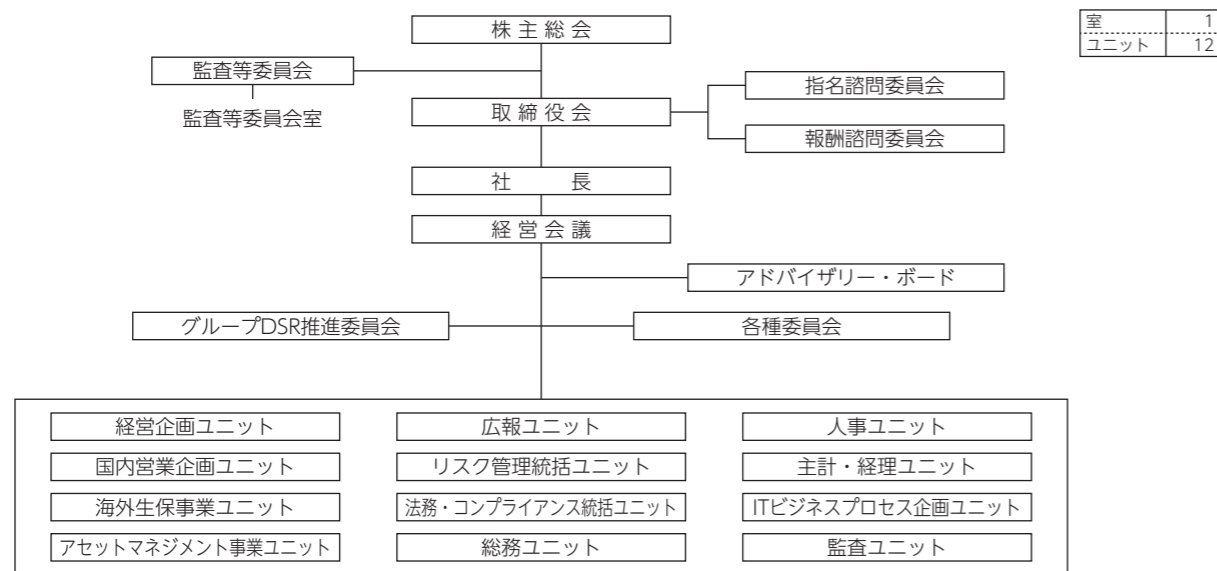 株主総会
室 1
ユニット 12
監査等委員会
監査等委員会室
取締役会
指名諮問委員会
報酬諮問委員会
社 長
経営会議
アドバイザリー・ボード
グループDSR推進委員会
各種委員会
経営企画ユニット
広報ユニット
人事ユニット
国内営業企画ユニット
リスク管理統括ユニット
主計・経理ユニット
海外生保事業ユニット
法務・コンプライアンス統括ユニット
ITビジネスプロセス企画ユニット
アセットマネジメント事業ユニット
総務ユニット
監査ユニット